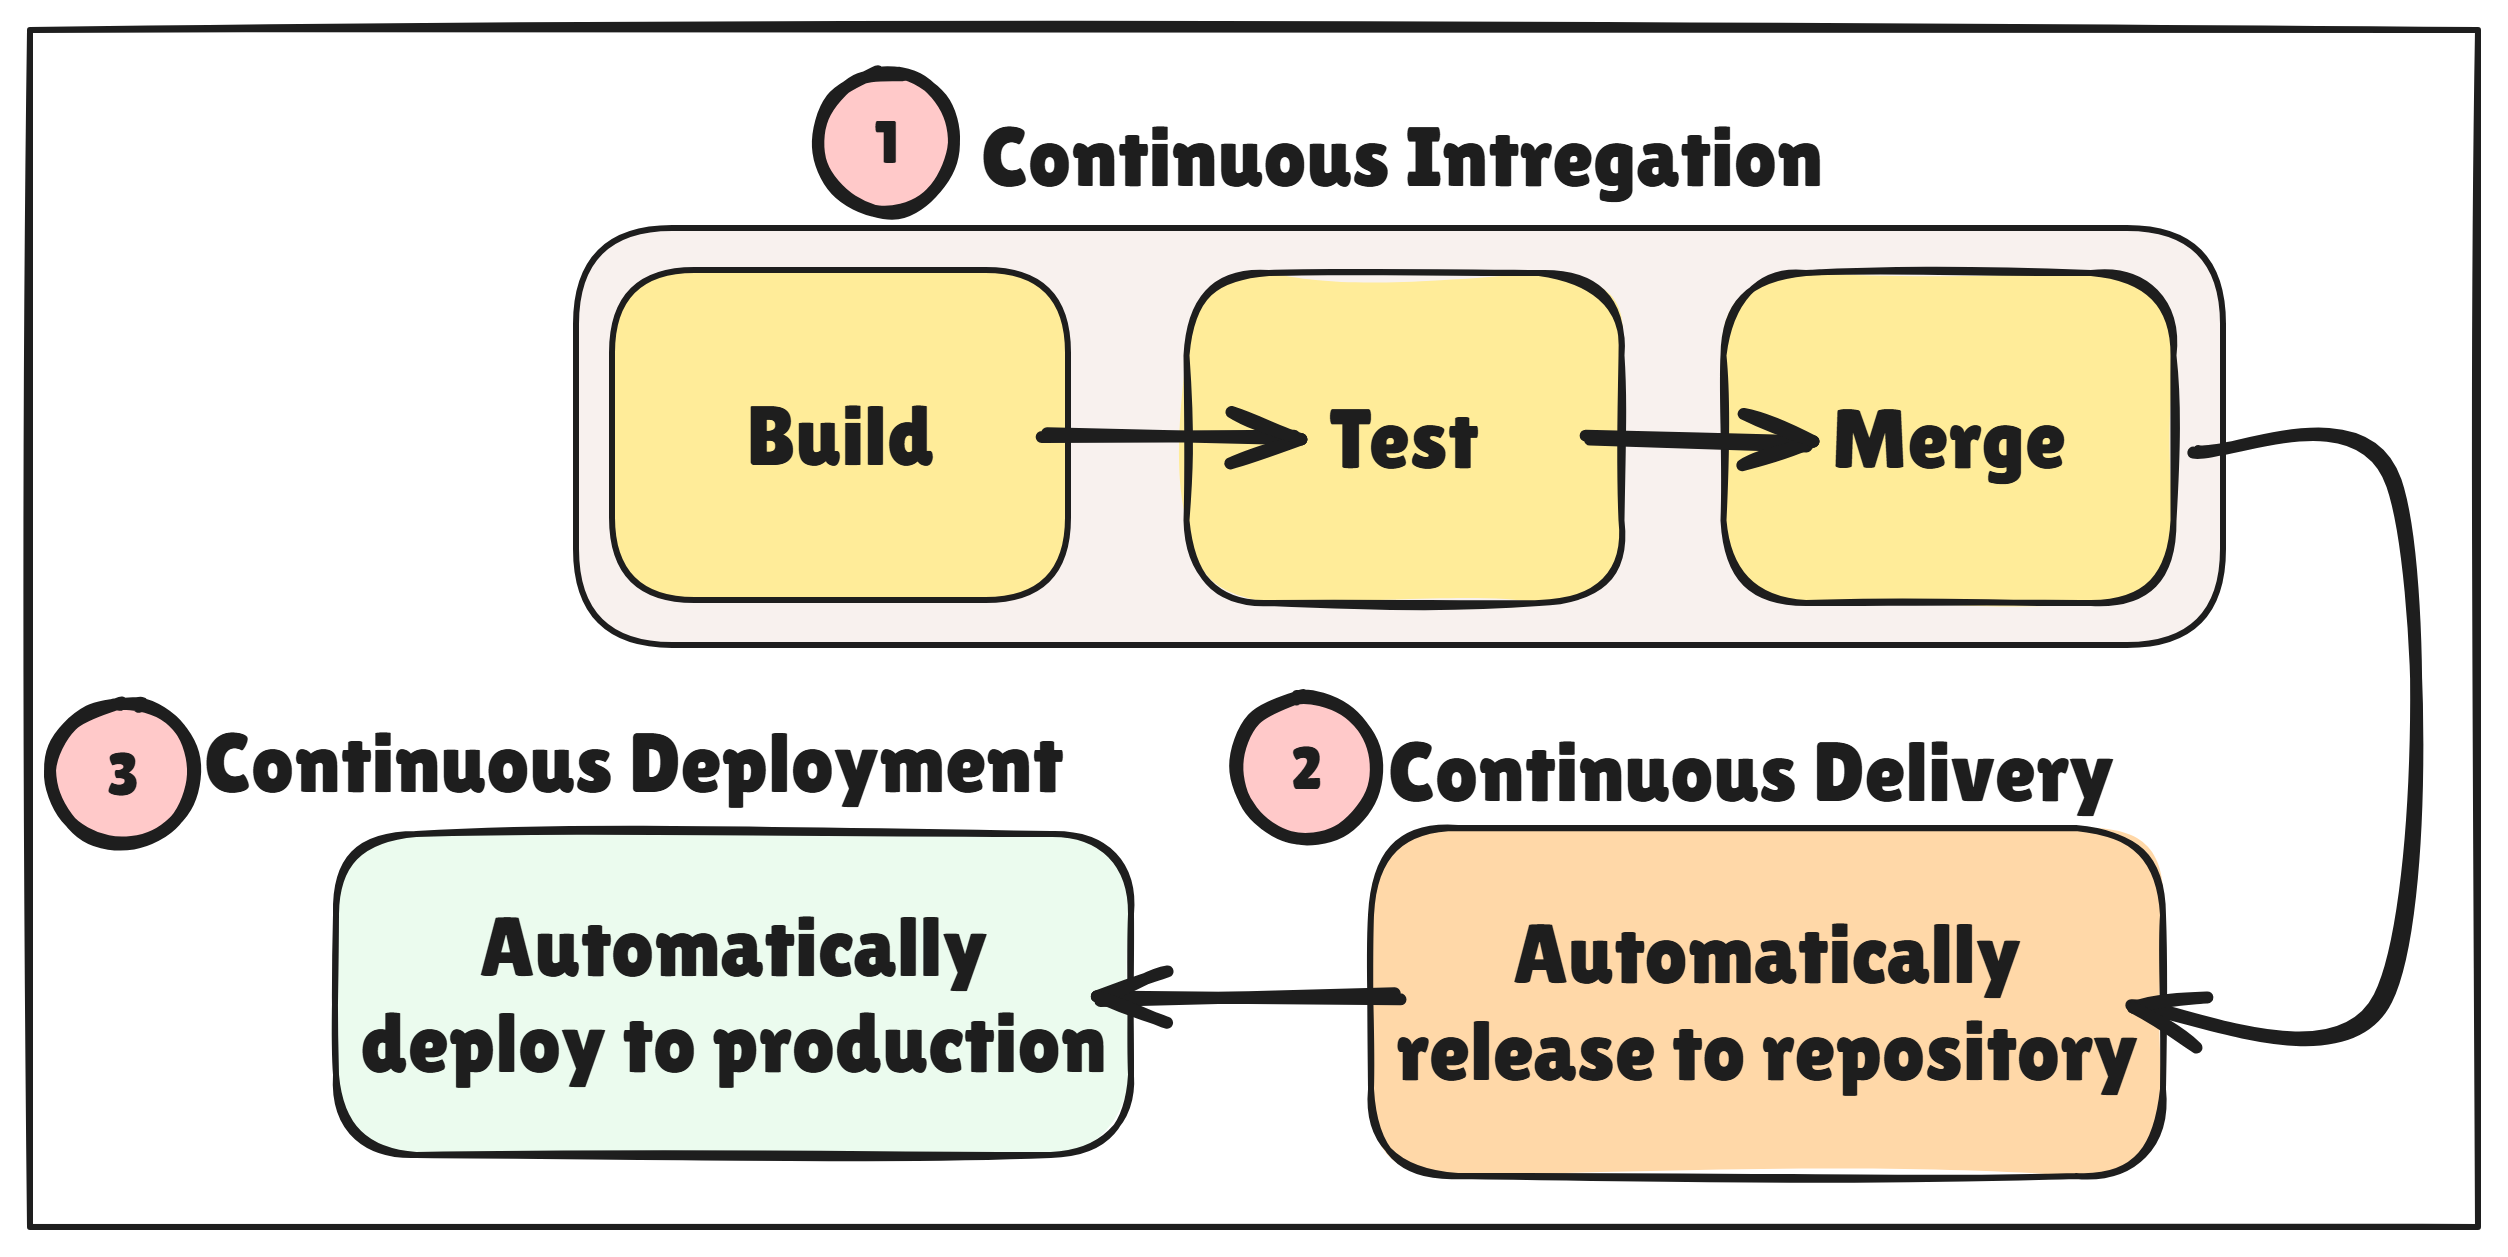 1
Continuous Intregation
Build
Test
Merge
2
Continuous Delivery
Automatically
release to repository
3
Continuous Deployment
Automatically
deploy to production